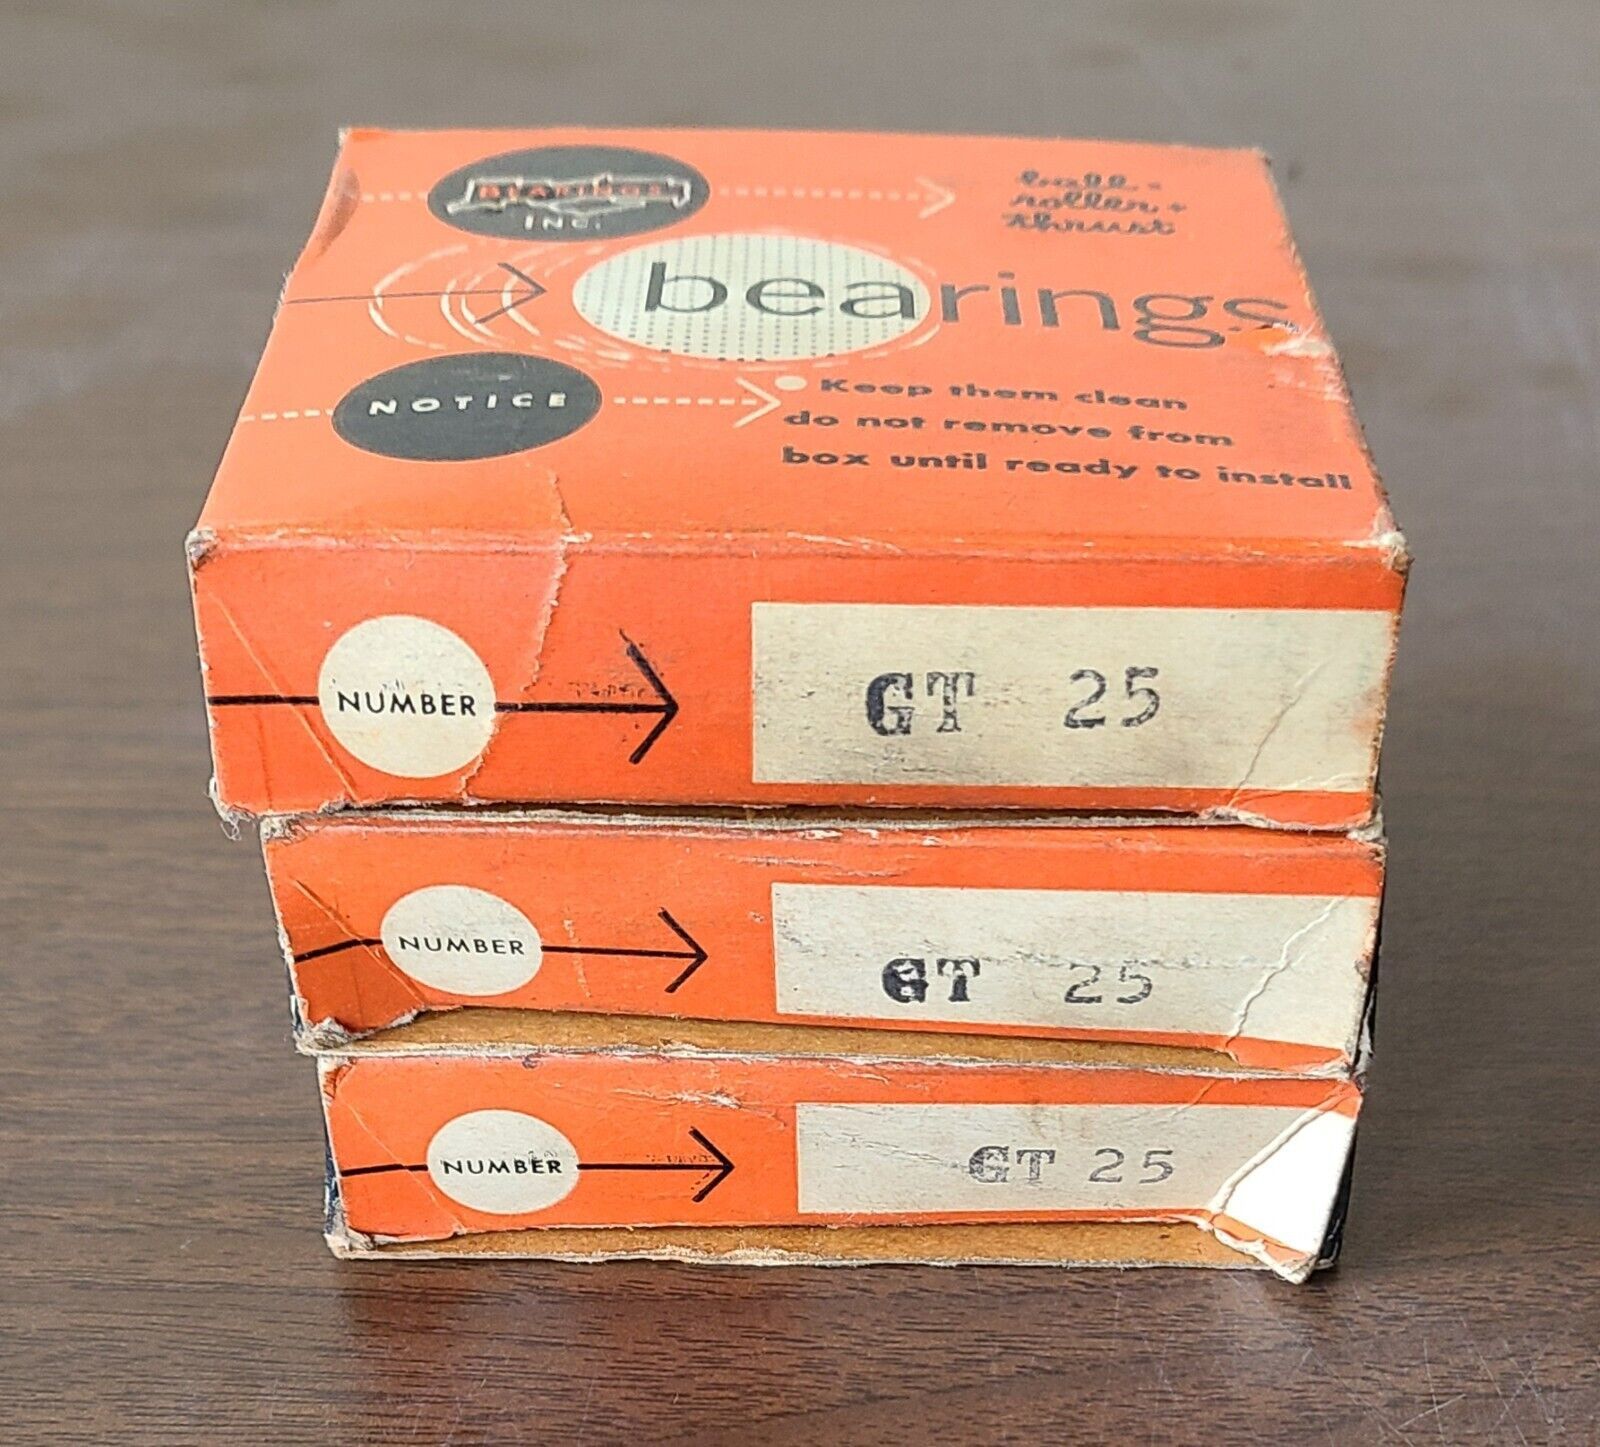 BEARINGS
INC.
ball -
roller -
thrust
bearings
NOTICE
Keep them clean
do not remove from
box until ready to install
NUMBER
GT 25
NUMBER
GT 25
NUMBER
GT 25